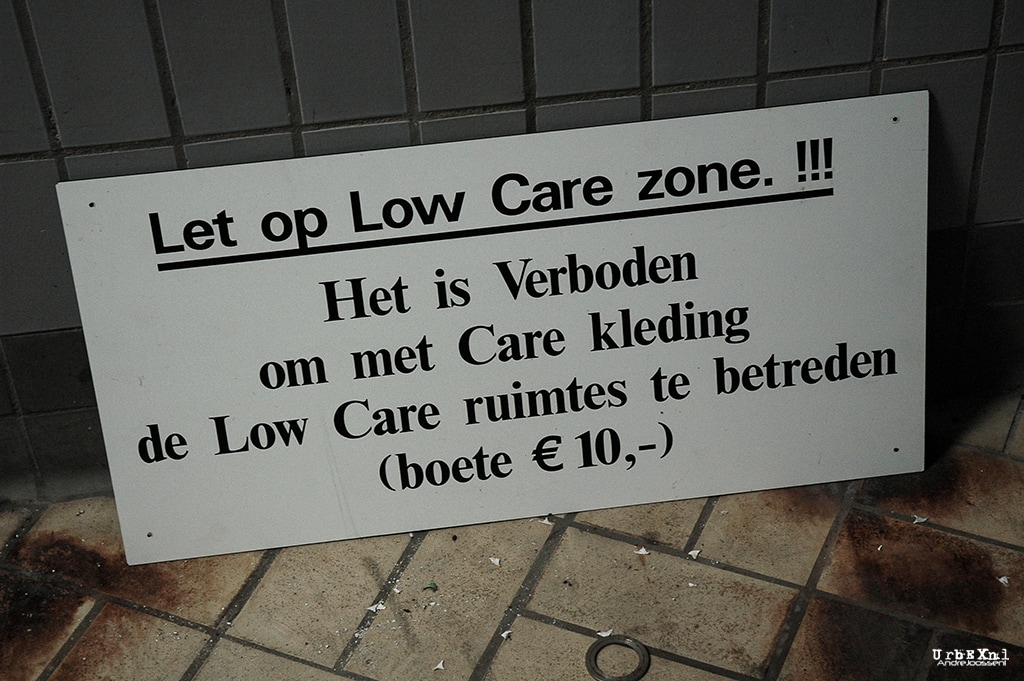 Let op Low Care zone. !!!
Het is Verboden
om met Care kleding
de Low Care ruimtes te betreden
(boete € 10,-)
UrbEXnl
AndreJoosse.nl